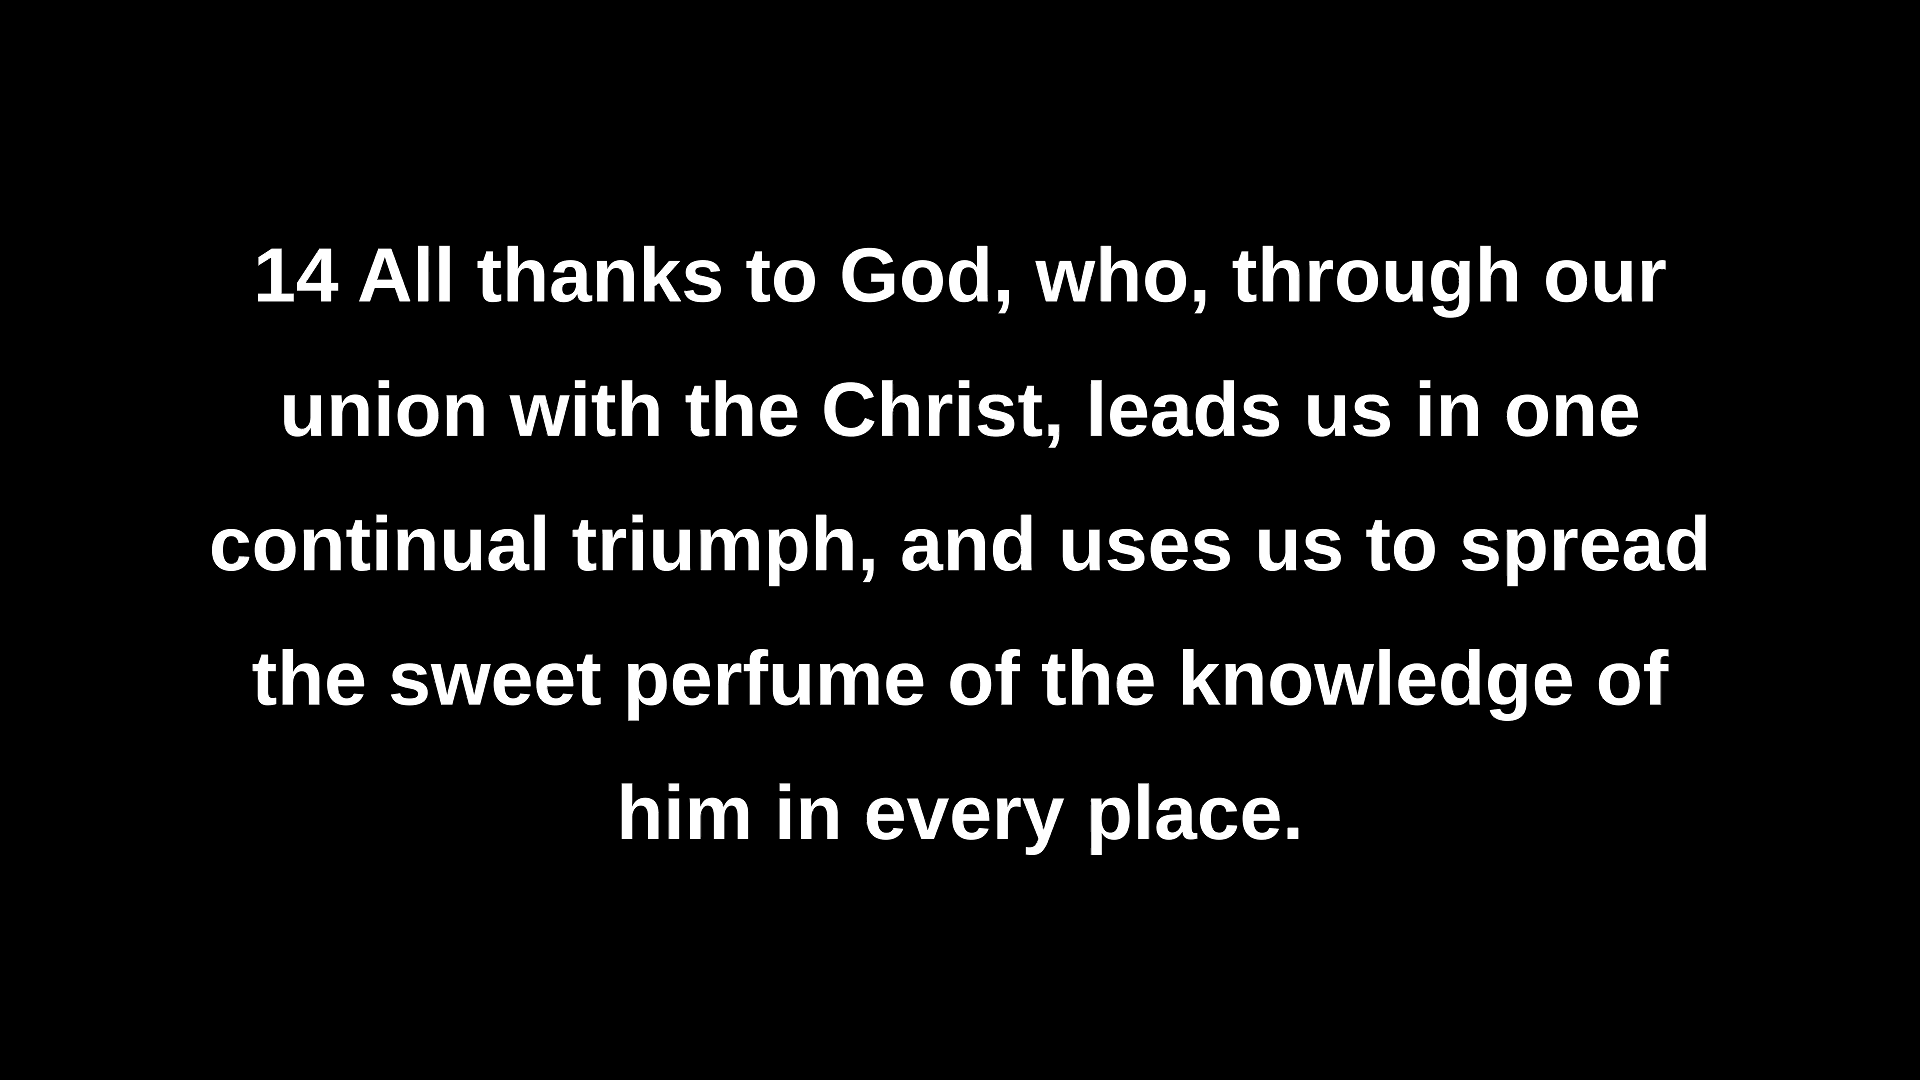 14 All thanks to God, who, through our
union with the Christ, leads us in one
continual triumph, and uses us to spread
the sweet perfume of the knowledge of
him in every place.